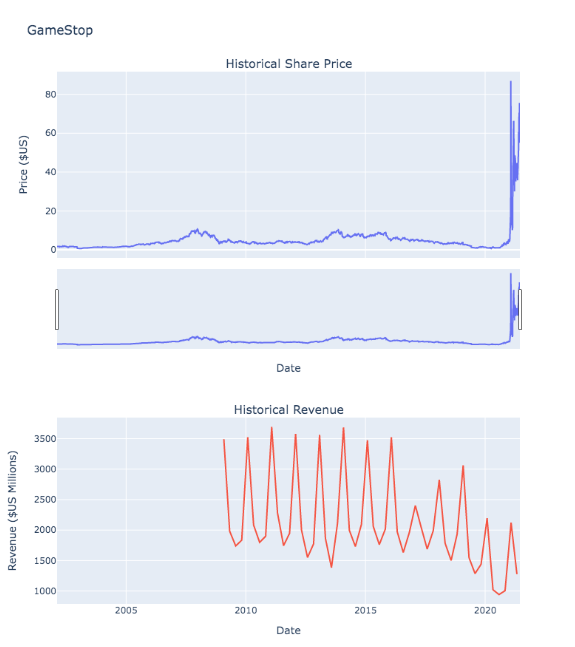 GameStop
Historical Share Price
80
60
40
20
0
Price ($US)
Date
Historical Revenue
3500
3000
2500
2000
1500
1000
Revenue ($US Millions)
2005
2010
2015
2020
Date